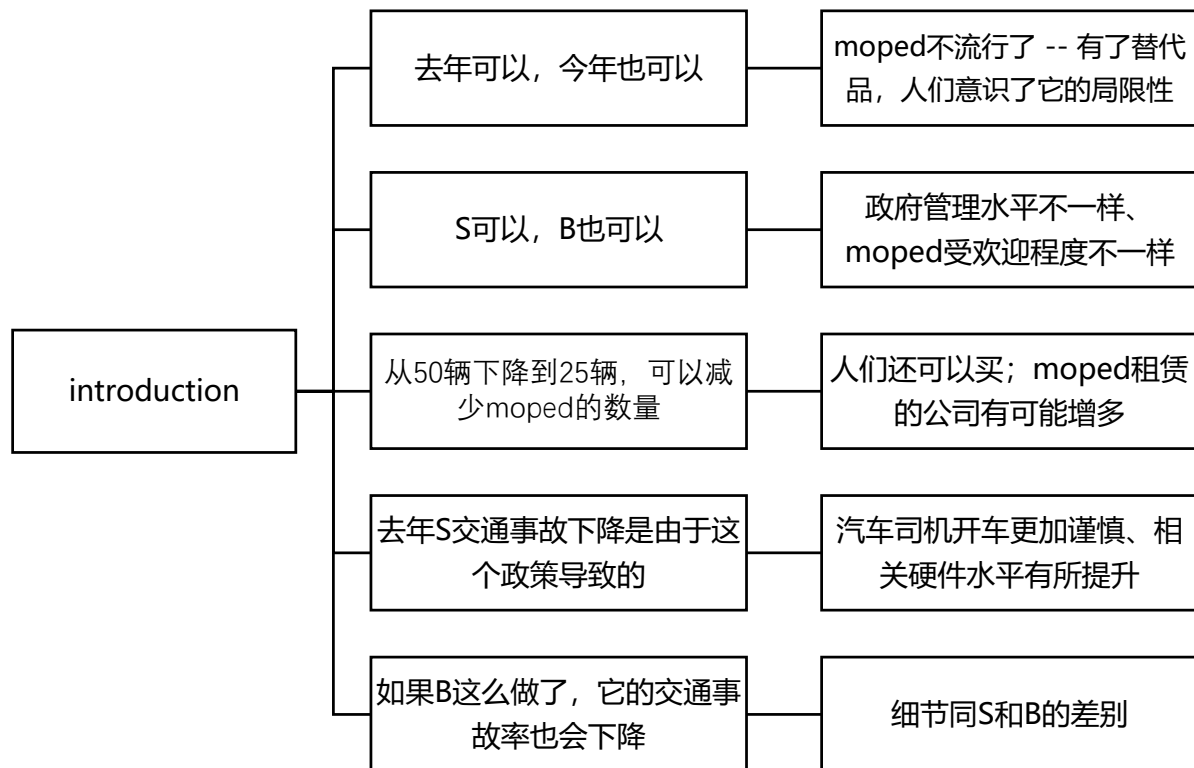 introduction
去年可以，今年也可以
moped不流行了 -- 有了替代
品，人们意识了它的局限性
S可以，B也可以
政府管理水平不一样、
moped受欢迎程度不一样
从50辆下降到25辆，可以减
少moped的数量
人们还可以买；moped租赁
的公司有可能增多
去年S交通事故下降是由于这
个政策导致的
汽车司机开车更加谨慎、相
关硬件水平有所提升
如果B这么做了，它的交通事
故率也会下降
细节同S和B的差别